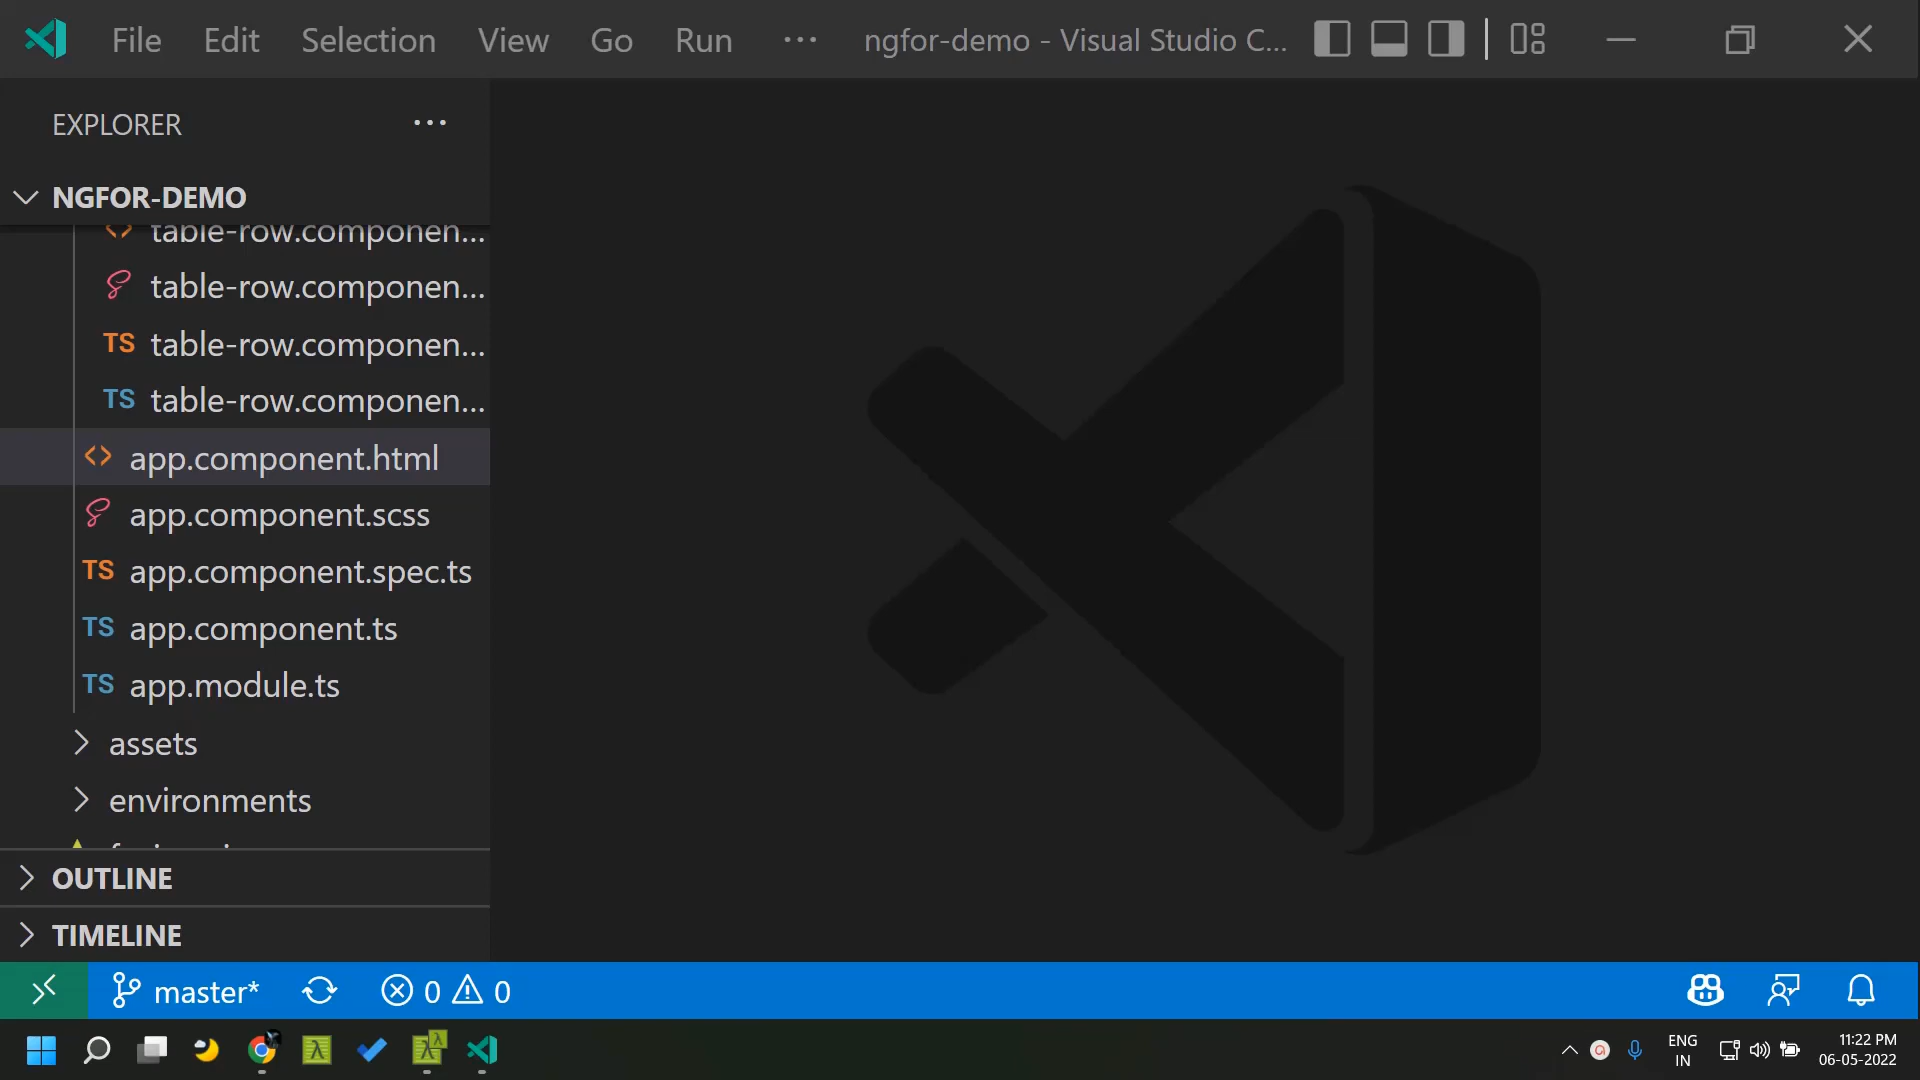 File Edit Selection View Go Run ··· ngfor-demo - Visual Studio C...
EXPLORER ···
NGFOR-DEMO
table-row.componen...
table-row.componen...
TS table-row.componen...
TS table-row.componen...
app.component.html
app.component.scss
TS app.component.spec.ts
TS app.component.ts
TS app.module.ts
assets
environments
OUTLINE
TIMELINE
master* 0 0
ENG
IN
11:22 PM
06-05-2022